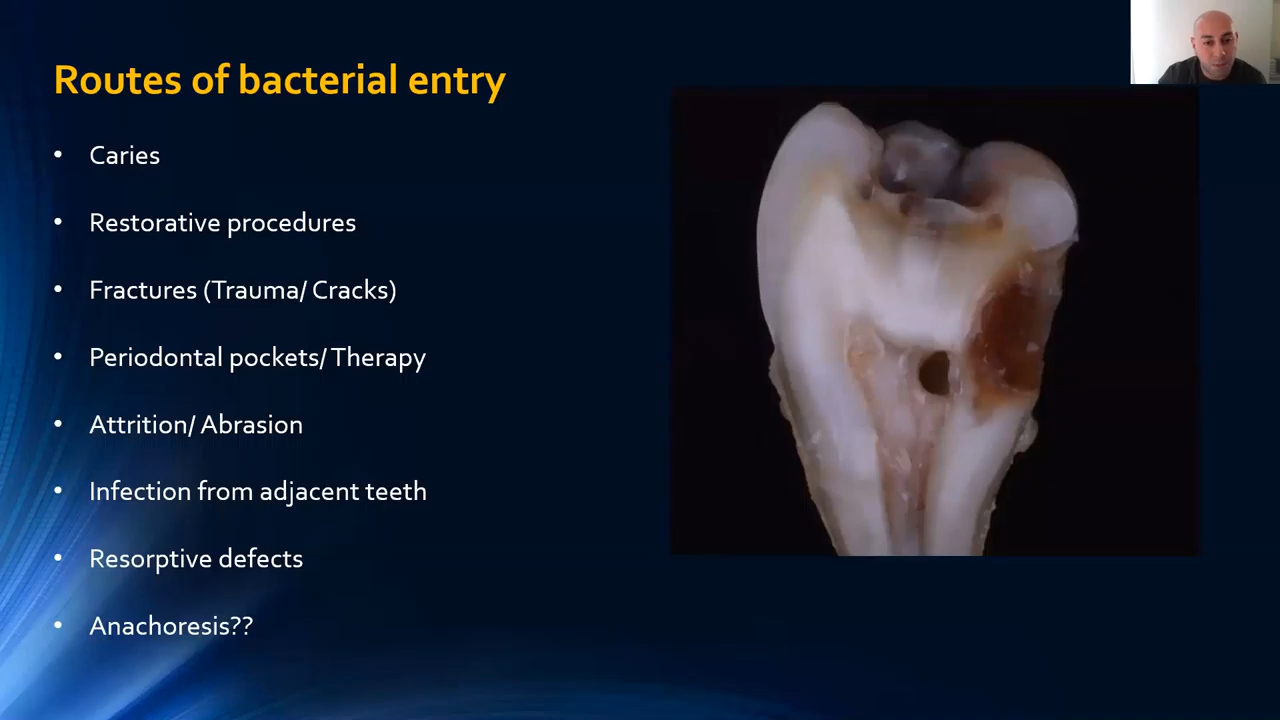 Routes of bacterial entry
• Caries
• Restorative procedures
• Fractures (Trauma/ Cracks)
• Periodontal pockets/ Therapy
• Attrition/ Abrasion
• Infection from adjacent teeth
• Resorptive defects
• Anachoresis??